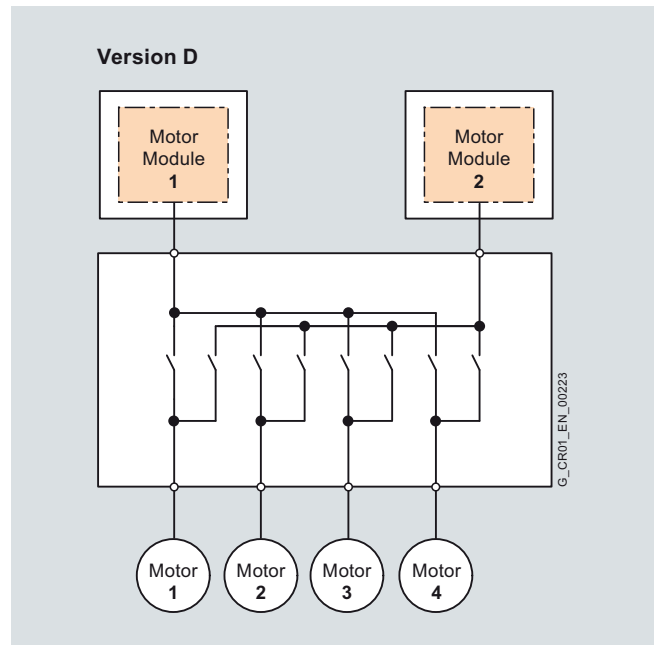 Version D
Motor
Module
1
Motor
Module
2
Motor
1
Motor
2
Motor
3
Motor
4
G_CR01_EN_00223